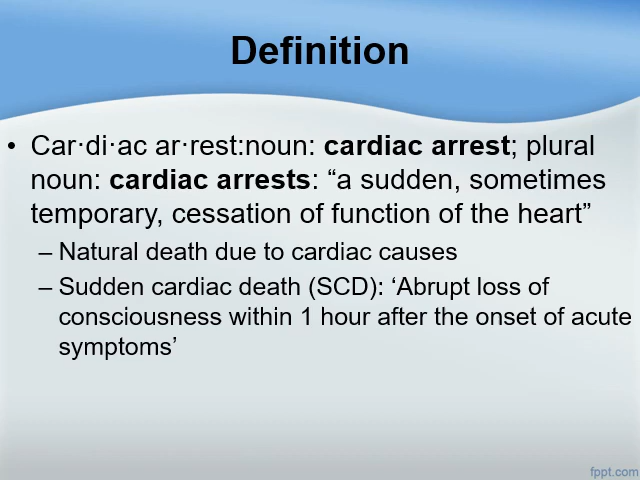 Definition
• Car·di·ac ar·rest:noun: cardiac arrest; plural
noun: cardiac arrests: “a sudden, sometimes
temporary, cessation of function of the heart”
– Natural death due to cardiac causes
– Sudden cardiac death (SCD): ‘Abrupt loss of
consciousness within 1 hour after the onset of acute
symptoms’
fppt.com